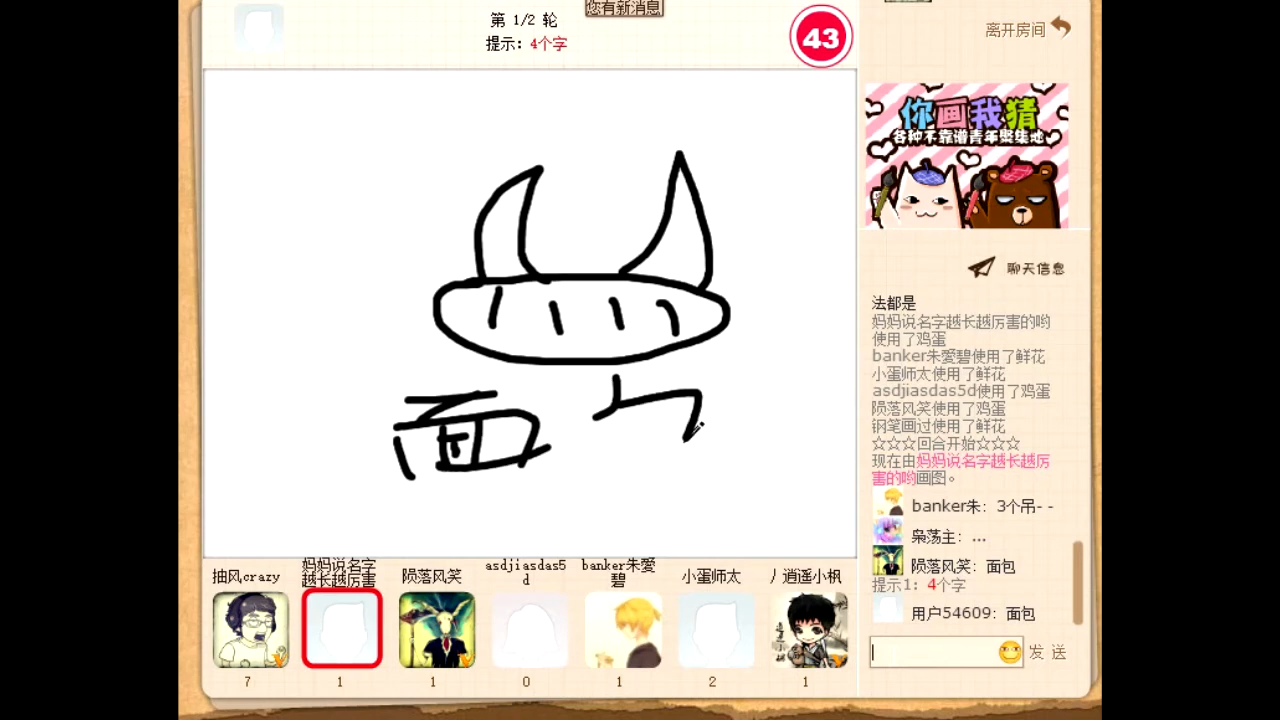 您有新消息
第 1/2 轮
提示：4个字
43
离开房间
你画我猜
各种不靠谱青年聚集地
聊天信息
法都是
妈妈说名字越长越厉害的哟
使用了鸡蛋
banker朱愛碧使用了鲜花
小蛋师太使用了鲜花
asdjiasdas5d使用了鸡蛋
陨落风笑使用了鸡蛋
钢笔画过使用了鲜花
☆☆☆回合开始☆☆☆
现在由妈妈说名字越长越厉
害的哟画图。
banker朱：3个吊- -
枭荡主：...
陨落风笑：面包
提示1：4个字
用户54609：面包
发 送
面
抽风crazy
妈妈说名字
越长越厉害
陨落风笑
asdjiasdas5
d
banker朱愛
碧
小蛋师太
丿逍遥小枫
7
1
1
0
1
2
1